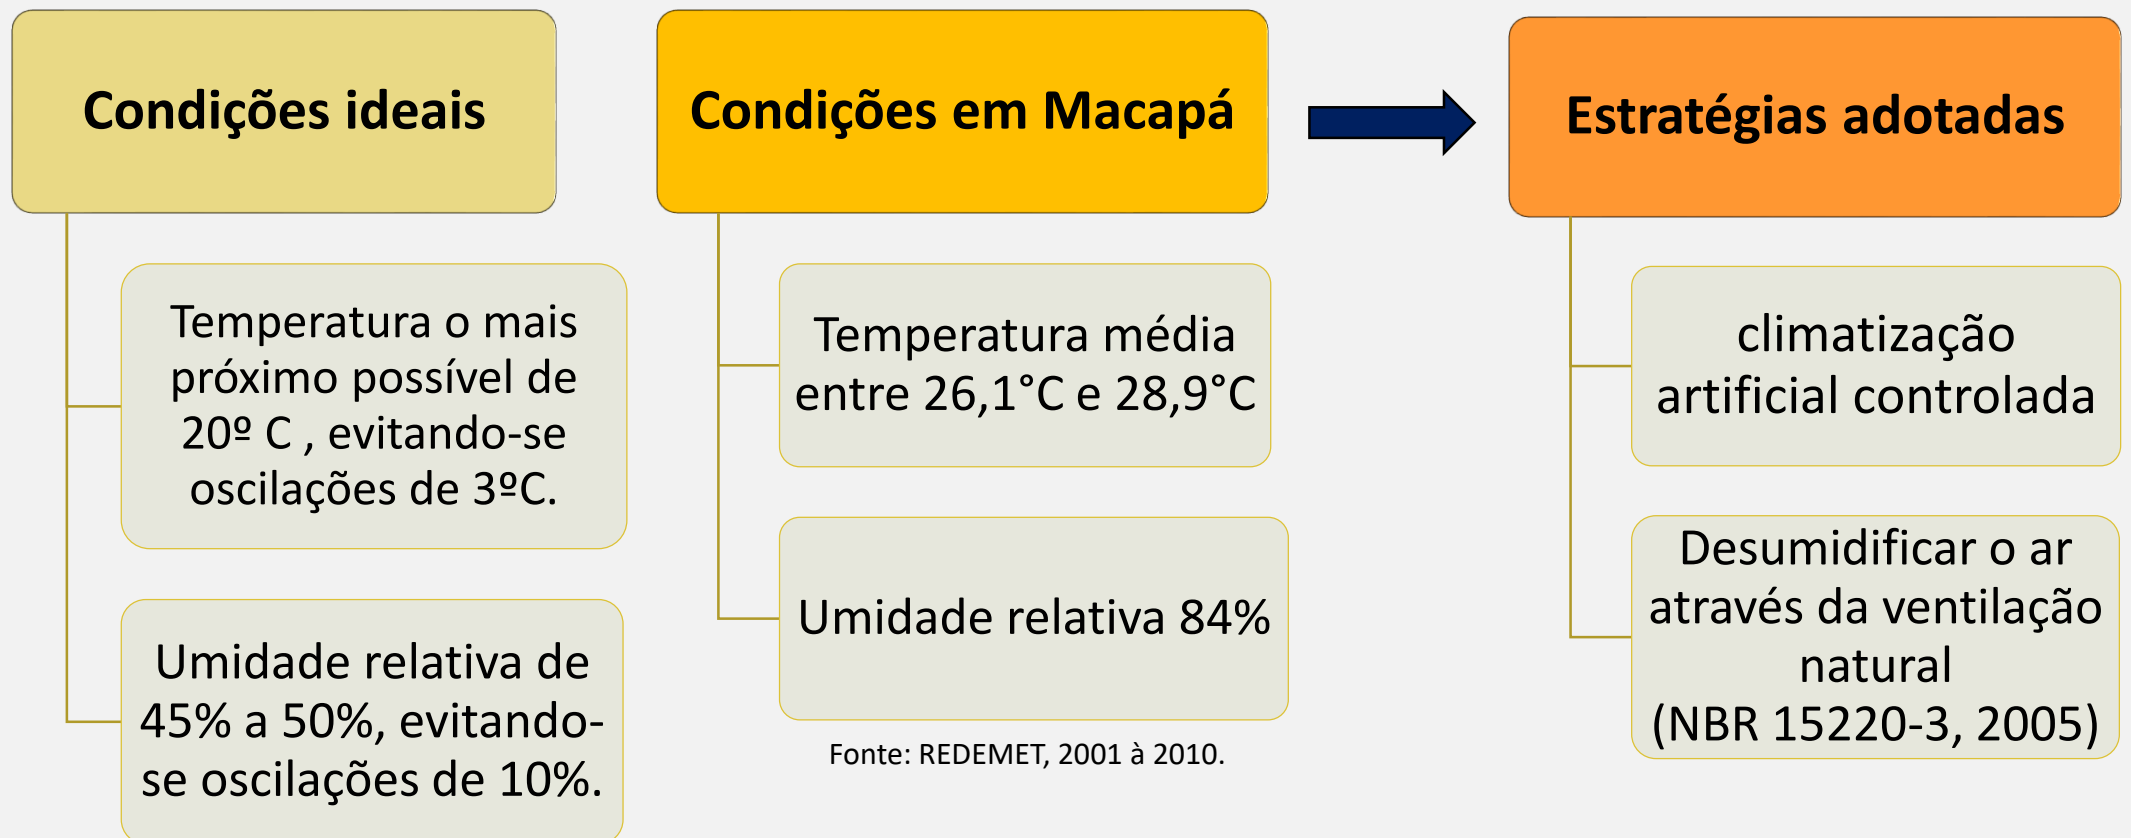 Condições ideais
Temperatura o mais
próximo possível de
20º C , evitando-se
oscilações de 3ºC.
Umidade relativa de
45% a 50%, evitando-
se oscilações de 10%.
Condições em Macapá
Temperatura média
entre 26,1°C e 28,9°C
Umidade relativa 84%
Fonte: REDEMET, 2001 à 2010.
Estratégias adotadas
climatização
artificial controlada
Desumidificar o ar
através da ventilação
natural
(NBR 15220-3, 2005)